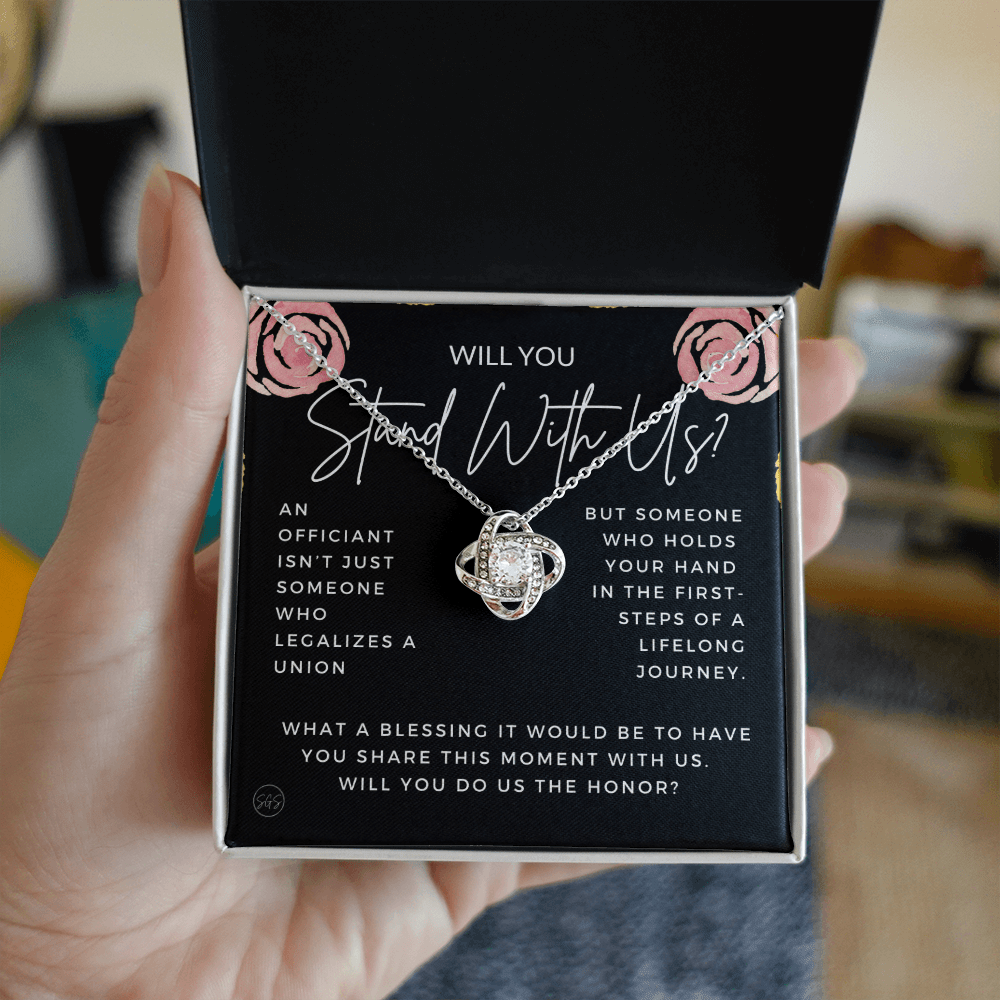 WILL YOU
Stand With Us?
AN
OFFICIANT
ISN'T JUST
SOMEONE
WHO
LEGALIZES A
UNION
BUT SOMEONE
WHO HOLDS
YOUR HAND
IN THE FIRST-
STEPS OF A
LIFELONG
JOURNEY.
WHAT A BLESSING IT WOULD BE TO HAVE
YOU SHARE THIS MOMENT WITH US.
WILL YOU DO US THE HONOR?
SGS